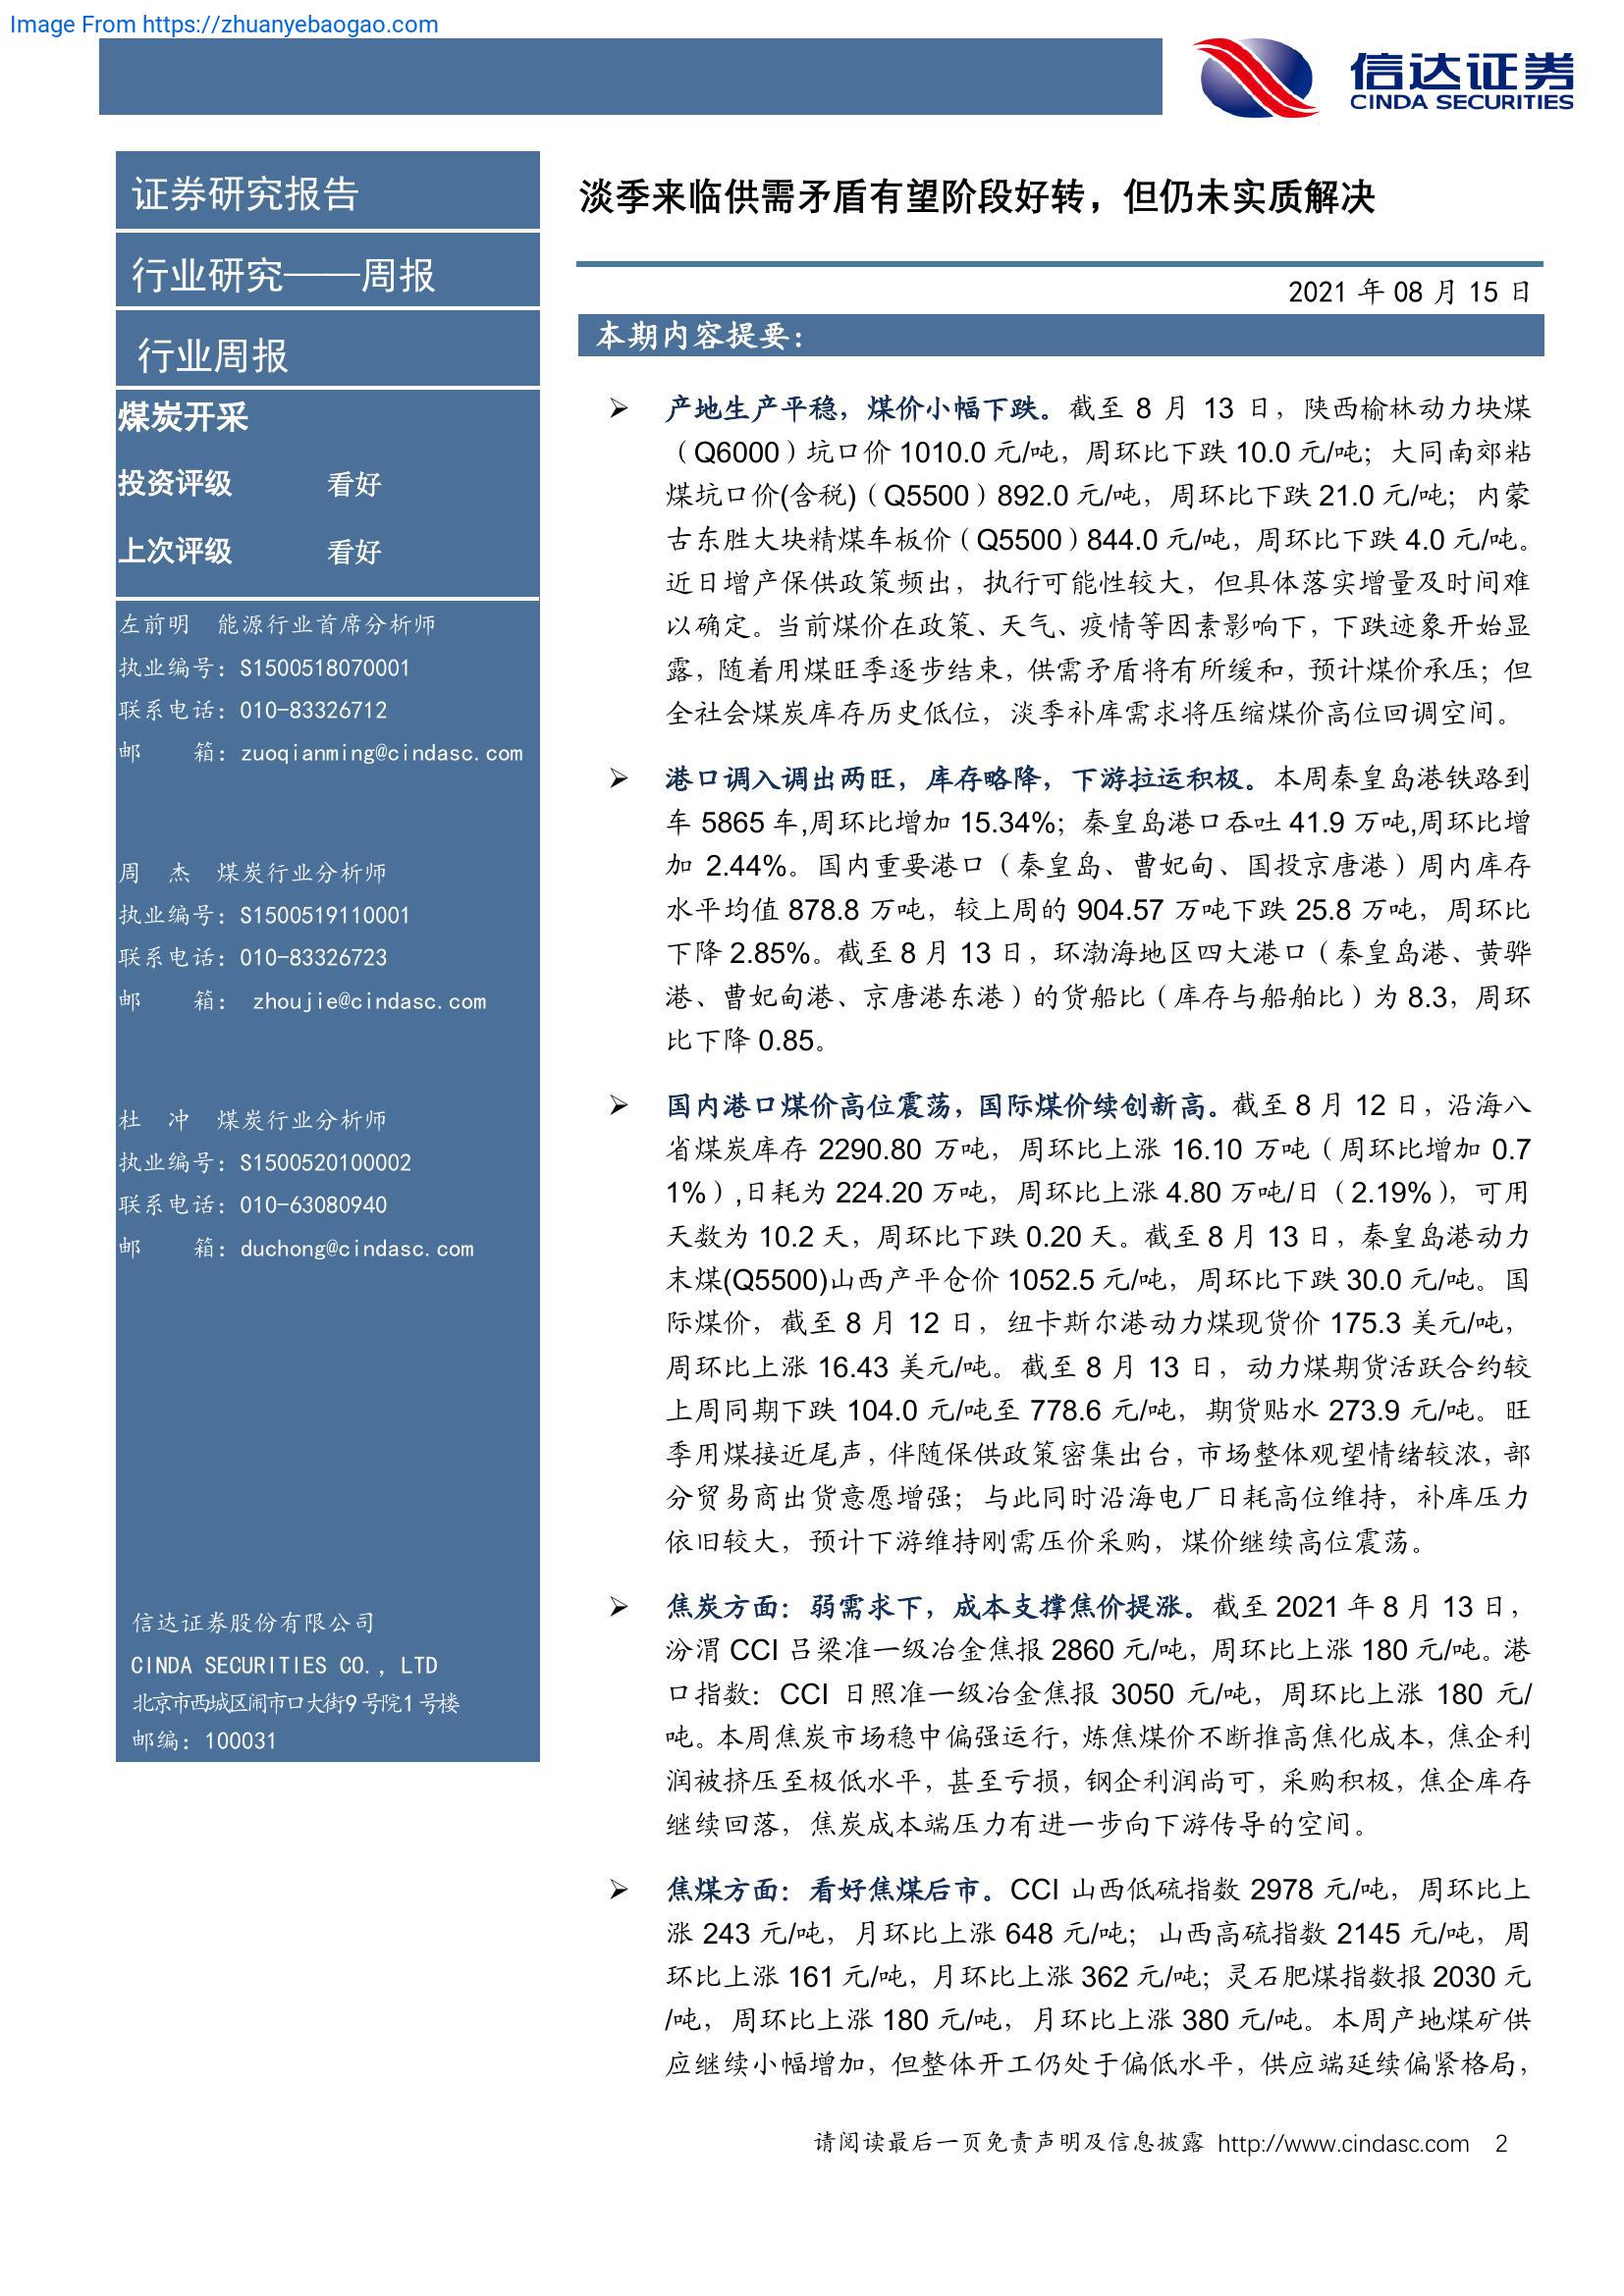 Image From https://zhuanyebaogao.com
信达证券
CINDA SECURITIES
证券研究报告
行业研究——周报
行业周报
煤炭开采
投资评级 看好
上次评级 看好
左前明 能源行业首席分析师
执业编号：S1500518070001
联系电话：010-83326712
邮 箱：zuoqianming@cindasc.com
周 杰 煤炭行业分析师
执业编号：S1500519110001
联系电话：010-83326723
邮 箱： zhoujie@cindasc.com
杜 冲 煤炭行业分析师
执业编号：S1500520100002
联系电话：010-63080940
邮 箱：duchong@cindasc.com
信达证券股份有限公司
CINDA SECURITIES CO., LTD
北京市西城区闹市口大街9号院1号楼
邮编：100031
淡季来临供需矛盾有望阶段好转，但仍未实质解决
2021 年 08 月 15 日
本期内容提要：
➢ 产地生产平稳，煤价小幅下跌。截至 8 月 13 日，陕西榆林动力块煤
（Q6000）坑口价 1010.0 元/吨，周环比下跌 10.0 元/吨；大同南郊粘
煤坑口价(含税)（Q5500）892.0 元/吨，周环比下跌 21.0 元/吨；内蒙
古东胜大块精煤车板价（Q5500）844.0 元/吨，周环比下跌 4.0 元/吨。
近日增产保供政策频出，执行可能性较大，但具体落实增量及时间难
以确定。当前煤价在政策、天气、疫情等因素影响下，下跌迹象开始显
露，随着用煤旺季逐步结束，供需矛盾将有所缓和，预计煤价承压；但
全社会煤炭库存历史低位，淡季补库需求将压缩煤价高位回调空间。
➢ 港口调入调出两旺，库存略降，下游拉运积极。本周秦皇岛港铁路到
车 5865 车,周环比增加 15.34%；秦皇岛港口吞吐 41.9 万吨,周环比增
加 2.44%。国内重要港口（秦皇岛、曹妃甸、国投京唐港）周内库存
水平均值 878.8 万吨，较上周的 904.57 万吨下跌 25.8 万吨，周环比
下降 2.85%。截至 8 月 13 日，环渤海地区四大港口（秦皇岛港、黄骅
港、曹妃甸港、京唐港东港）的货船比（库存与船舶比）为 8.3，周环
比下降 0.85。
➢ 国内港口煤价高位震荡，国际煤价续创新高。截至 8 月 12 日，沿海八
省煤炭库存 2290.80 万吨，周环比上涨 16.10 万吨（周环比增加 0.7
1%）,日耗为 224.20 万吨，周环比上涨 4.80 万吨/日（2.19%），可用
天数为 10.2 天，周环比下跌 0.20 天。截至 8 月 13 日，秦皇岛港动力
末煤(Q5500)山西产平仓价 1052.5 元/吨，周环比下跌 30.0 元/吨。国
际煤价，截至 8 月 12 日，纽卡斯尔港动力煤现货价 175.3 美元/吨，
周环比上涨 16.43 美元/吨。截至 8 月 13 日，动力煤期货活跃合约较
上周同期下跌 104.0 元/吨至 778.6 元/吨，期货贴水 273.9 元/吨。旺
季用煤接近尾声，伴随保供政策密集出台，市场整体观望情绪较浓，部
分贸易商出货意愿增强；与此同时沿海电厂日耗高位维持，补库压力
依旧较大，预计下游维持刚需压价采购，煤价继续高位震荡。
➢ 焦炭方面：弱需求下，成本支撑焦价提涨。截至 2021 年 8 月 13 日，
汾渭 CCI 吕梁准一级冶金焦报 2860 元/吨，周环比上涨 180 元/吨。港
口指数：CCI 日照准一级冶金焦报 3050 元/吨，周环比上涨 180 元/
吨。本周焦炭市场稳中偏强运行，炼焦煤价不断推高焦化成本，焦企利
润被挤压至极低水平，甚至亏损，钢企利润尚可，采购积极，焦企库存
继续回落，焦炭成本端压力有进一步向下游传导的空间。
➢ 焦煤方面：看好焦煤后市。CCI 山西低硫指数 2978 元/吨，周环比上
涨 243 元/吨，月环比上涨 648 元/吨；山西高硫指数 2145 元/吨，周
环比上涨 161 元/吨，月环比上涨 362 元/吨；灵石肥煤指数报 2030 元
/吨，周环比上涨 180 元/吨，月环比上涨 380 元/吨。本周产地煤矿供
应继续小幅增加，但整体开工仍处于偏低水平，供应端延续偏紧格局，
请阅读最后一页免责声明及信息披露 http://www.cindasc.com 2